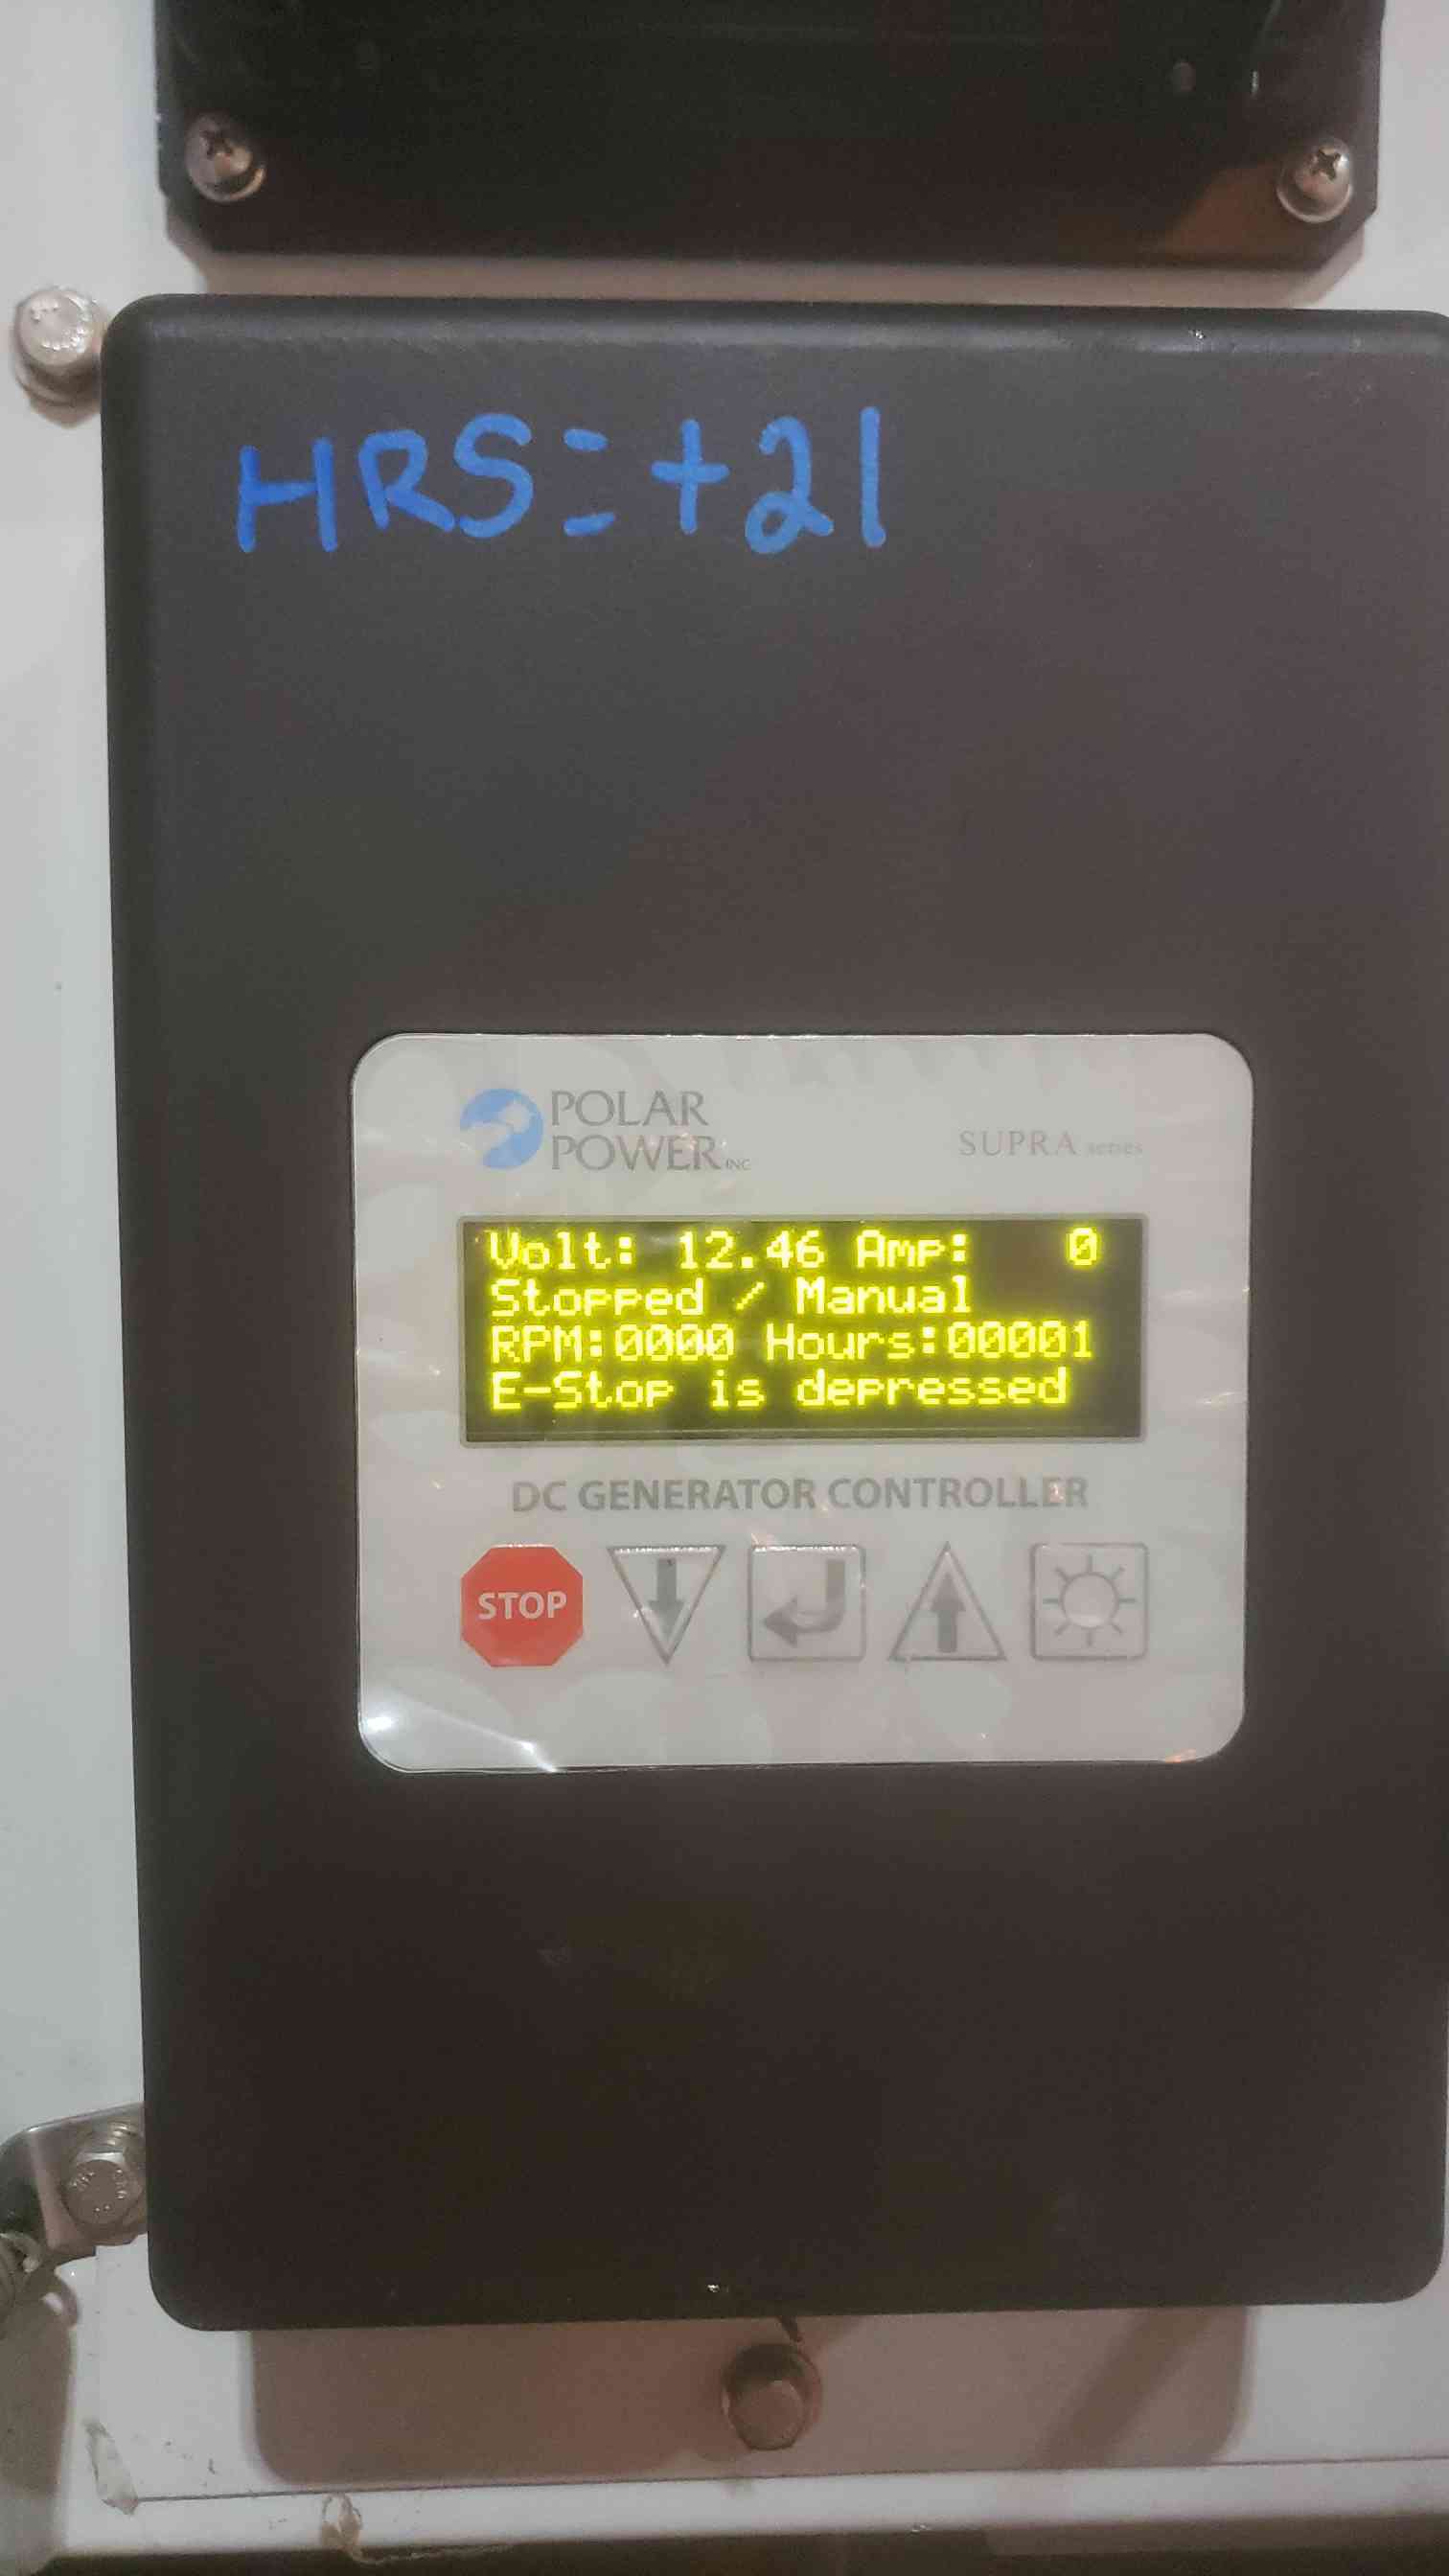 HRS=+21
POLAR
POWER INC
SUPRA series
Volt: 12.46 Amp: 0
Stopped / Manual
RPM:0000 Hours:00001
E-Stop is depressed
DC GENERATOR CONTROLLER
STOP